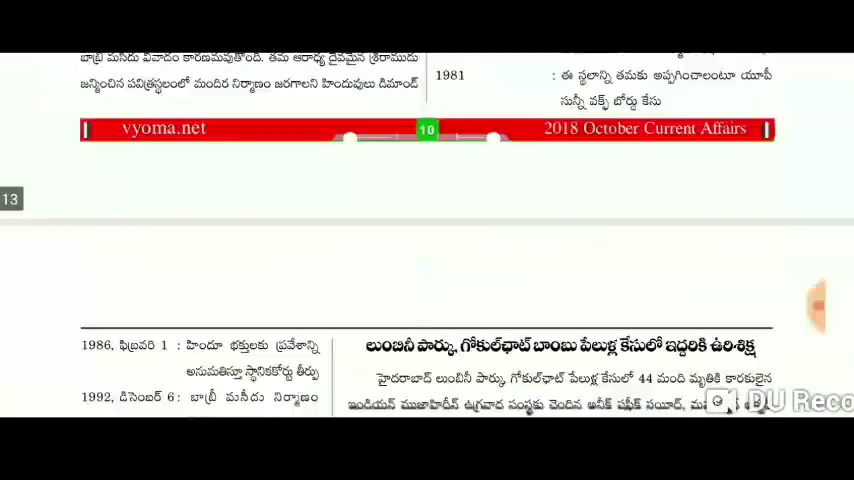 బాబ్రీ మసీదు వివాదం కారణమవుతోంది. తమ ఆరాధ్య దైవమైన శ్రీరాముడు
జన్మించిన పవిత్రస్థలంలో మందిర నిర్మాణం జరగాలని హిందువులు డిమాండ్
1981 : ఈ స్థలాన్ని తమకు అప్పగించాలంటూ యూపీ
సున్నీ వక్ఫ్ బోర్డు కేసు
vyoma.net 10 2018 October Current Affairs
13
1986, ఫిబ్రవరి 1 : హిందూ భక్తులకు ప్రవేశాన్ని
అనుమతిస్తూ స్థానికకోర్టు తీర్పు
1992, డిసెంబర్ 6 : బాబ్రీ మసీదు నిర్మాణం
లుంబినీ పార్కు, గోకుల్‌ఛాట్ బాంబు పేలుళ్ల కేసులో ఇద్దరికి ఉరిశిక్ష
హైదరాబాద్ లుంబినీ పార్కు, గోకుల్‌ఛాట్ పేలుళ్ల కేసులో 44 మంది మృతికి కారకులైన
ఇండియన్ ముజాహిదీన్ ఉగ్రవాద సంస్థకు చెందిన అనీక్ షఫీక్ సయీద్,
DU Reco